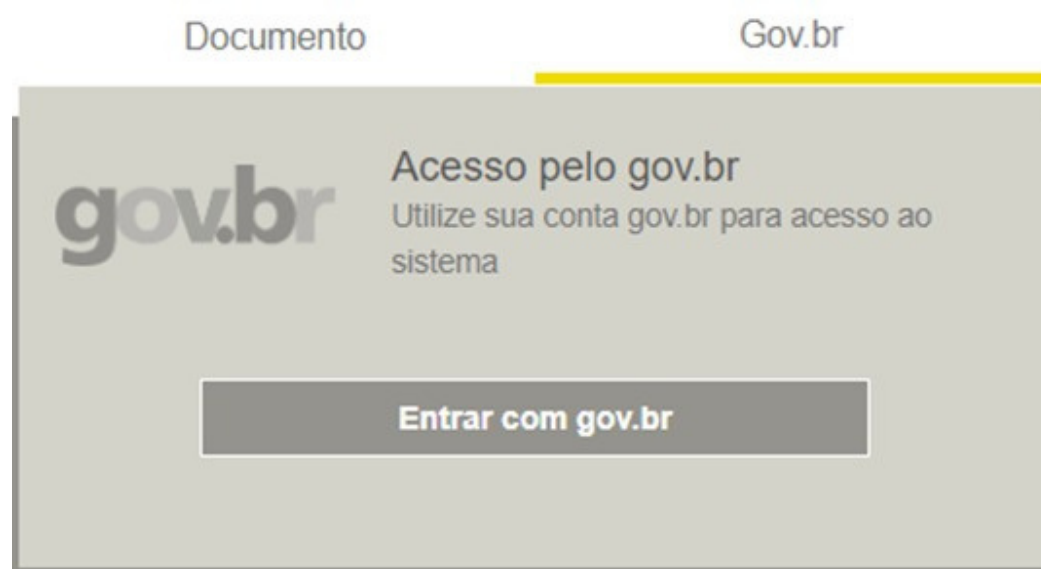 Documento
Gov.br
gov.br
Acesso pelo gov.br
Utilize sua conta gov.br para acesso ao
sistema
Entrar com gov.br